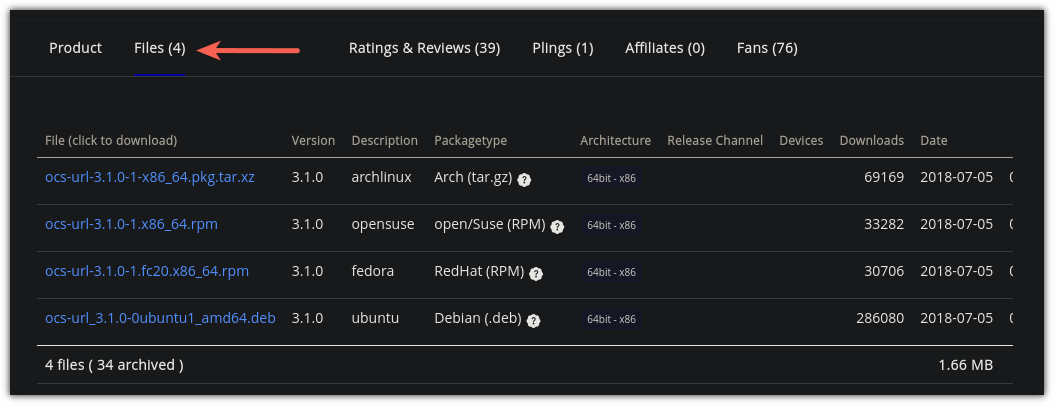 Product Files (4) Ratings & Reviews (39) Plings (1) Affiliates (0) Fans (76)
File (click to download) Version Description Packagetype Architecture Release Channel Devices Downloads Date
ocs-url-3.1.0-1-x86_64.pkg.tar.xz 3.1.0 archlinux Arch (tar.gz) ? 64bit - x86 69169 2018-07-05
ocs-url-3.1.0-1.x86_64.rpm 3.1.0 opensuse open/Suse (RPM) ? 64bit - x86 33282 2018-07-05
ocs-url-3.1.0-1.fc20.x86_64.rpm 3.1.0 fedora RedHat (RPM) ? 64bit - x86 30706 2018-07-05
ocs-url_3.1.0-0ubuntu1_amd64.deb 3.1.0 ubuntu Debian (.deb) ? 64bit - x86 286080 2018-07-05
4 files ( 34 archived ) 1.66 MB